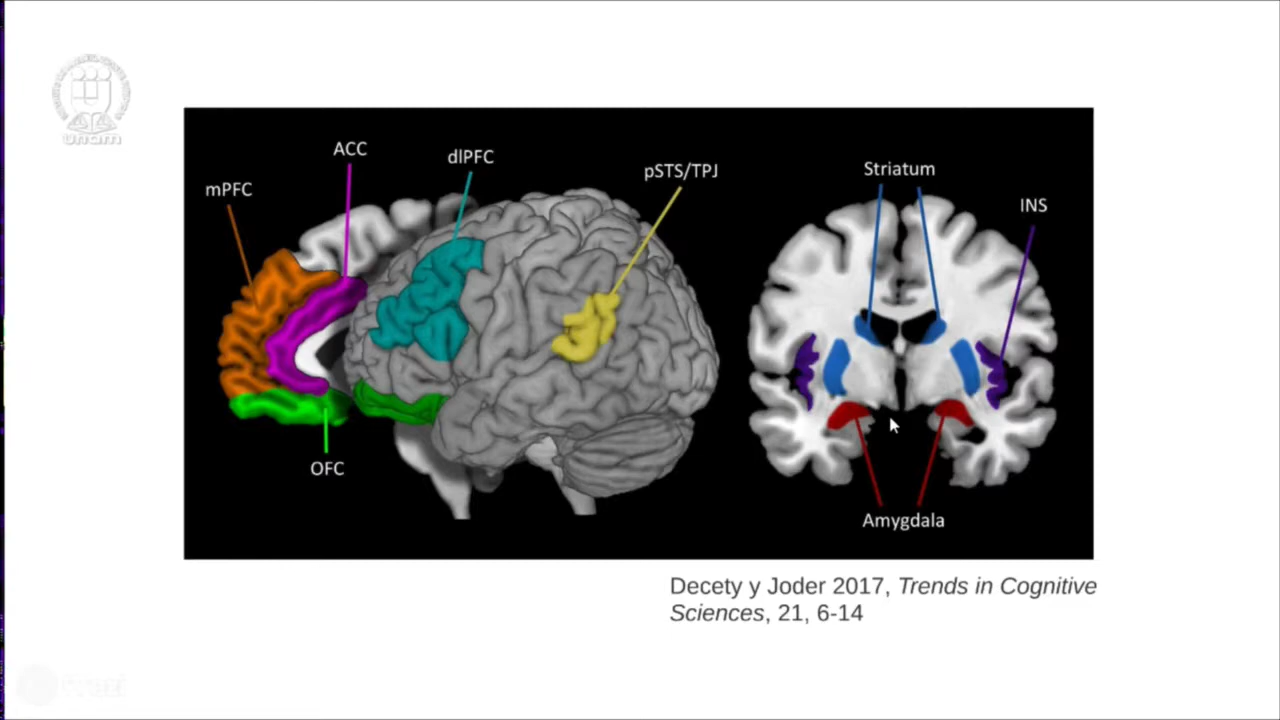 unam
ACC
dlPFC
pSTS/TPJ
Striatum
mPFC
INS
OFC
Amygdala
Decety y Joder 2017, Trends in Cognitive
Sciences, 21, 6-14